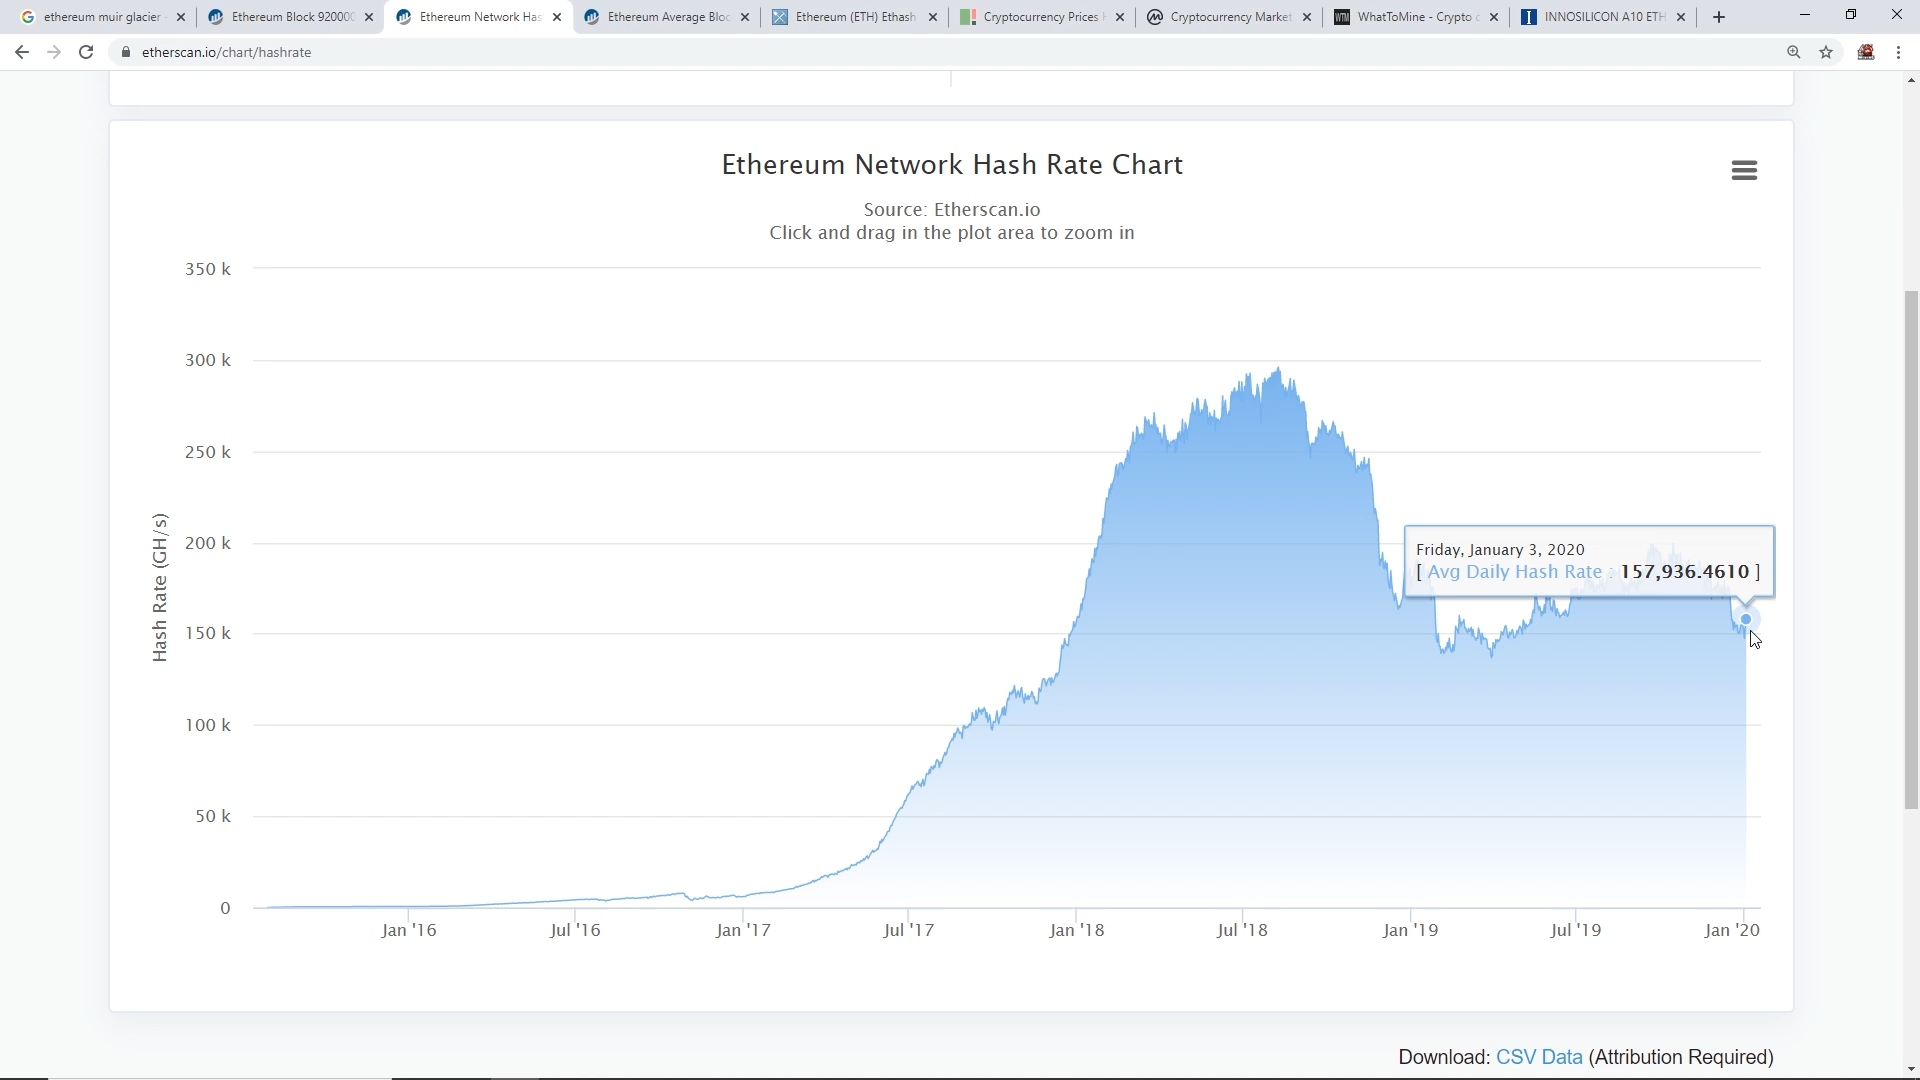 ethereum muir glacier
Ethereum Block 920000
Ethereum Network Has
Ethereum Average Bloc
Ethereum (ETH) Ethash
Cryptocurrency Prices
Cryptocurrency Market
WTM WhatToMine - Crypto
INNOSILICON A10 ETH
etherscan.io/chart/hashrate
Ethereum Network Hash Rate Chart
Source: Etherscan.io
Click and drag in the plot area to zoom in
350 k
300 k
250 k
200 k
150 k
100 k
50 k
0
Hash Rate (GH/s)
Friday, January 3, 2020
[ Avg Daily Hash Rate : 157,936.4610 ]
Jan '16
Jul '16
Jan '17
Jul '17
Jan '18
Jul '18
Jan '19
Jul '19
Jan '20
Download: CSV Data (Attribution Required)